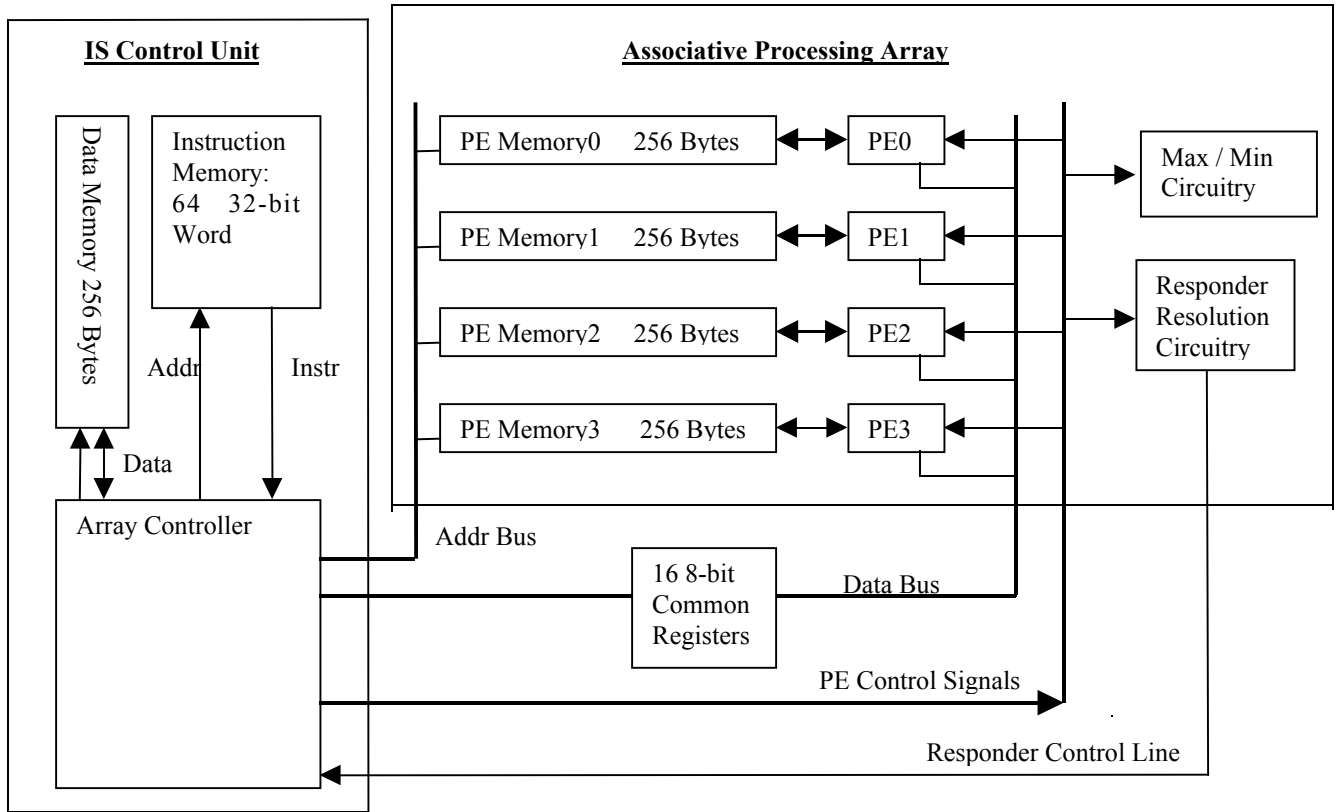 IS Control Unit
Data Memory 256 Bytes
Instruction
Memory:
64 32-bit
Word
Addr
Instr
Data
Array Controller
Associative Processing Array
PE Memory0 256 Bytes
PE0
PE Memory1 256 Bytes
PE1
PE Memory2 256 Bytes
PE2
PE Memory3 256 Bytes
PE3
Max / Min
Circuitry
Responder
Resolution
Circuitry
Addr Bus
16 8-bit
Common
Registers
Data Bus
PE Control Signals
Responder Control Line